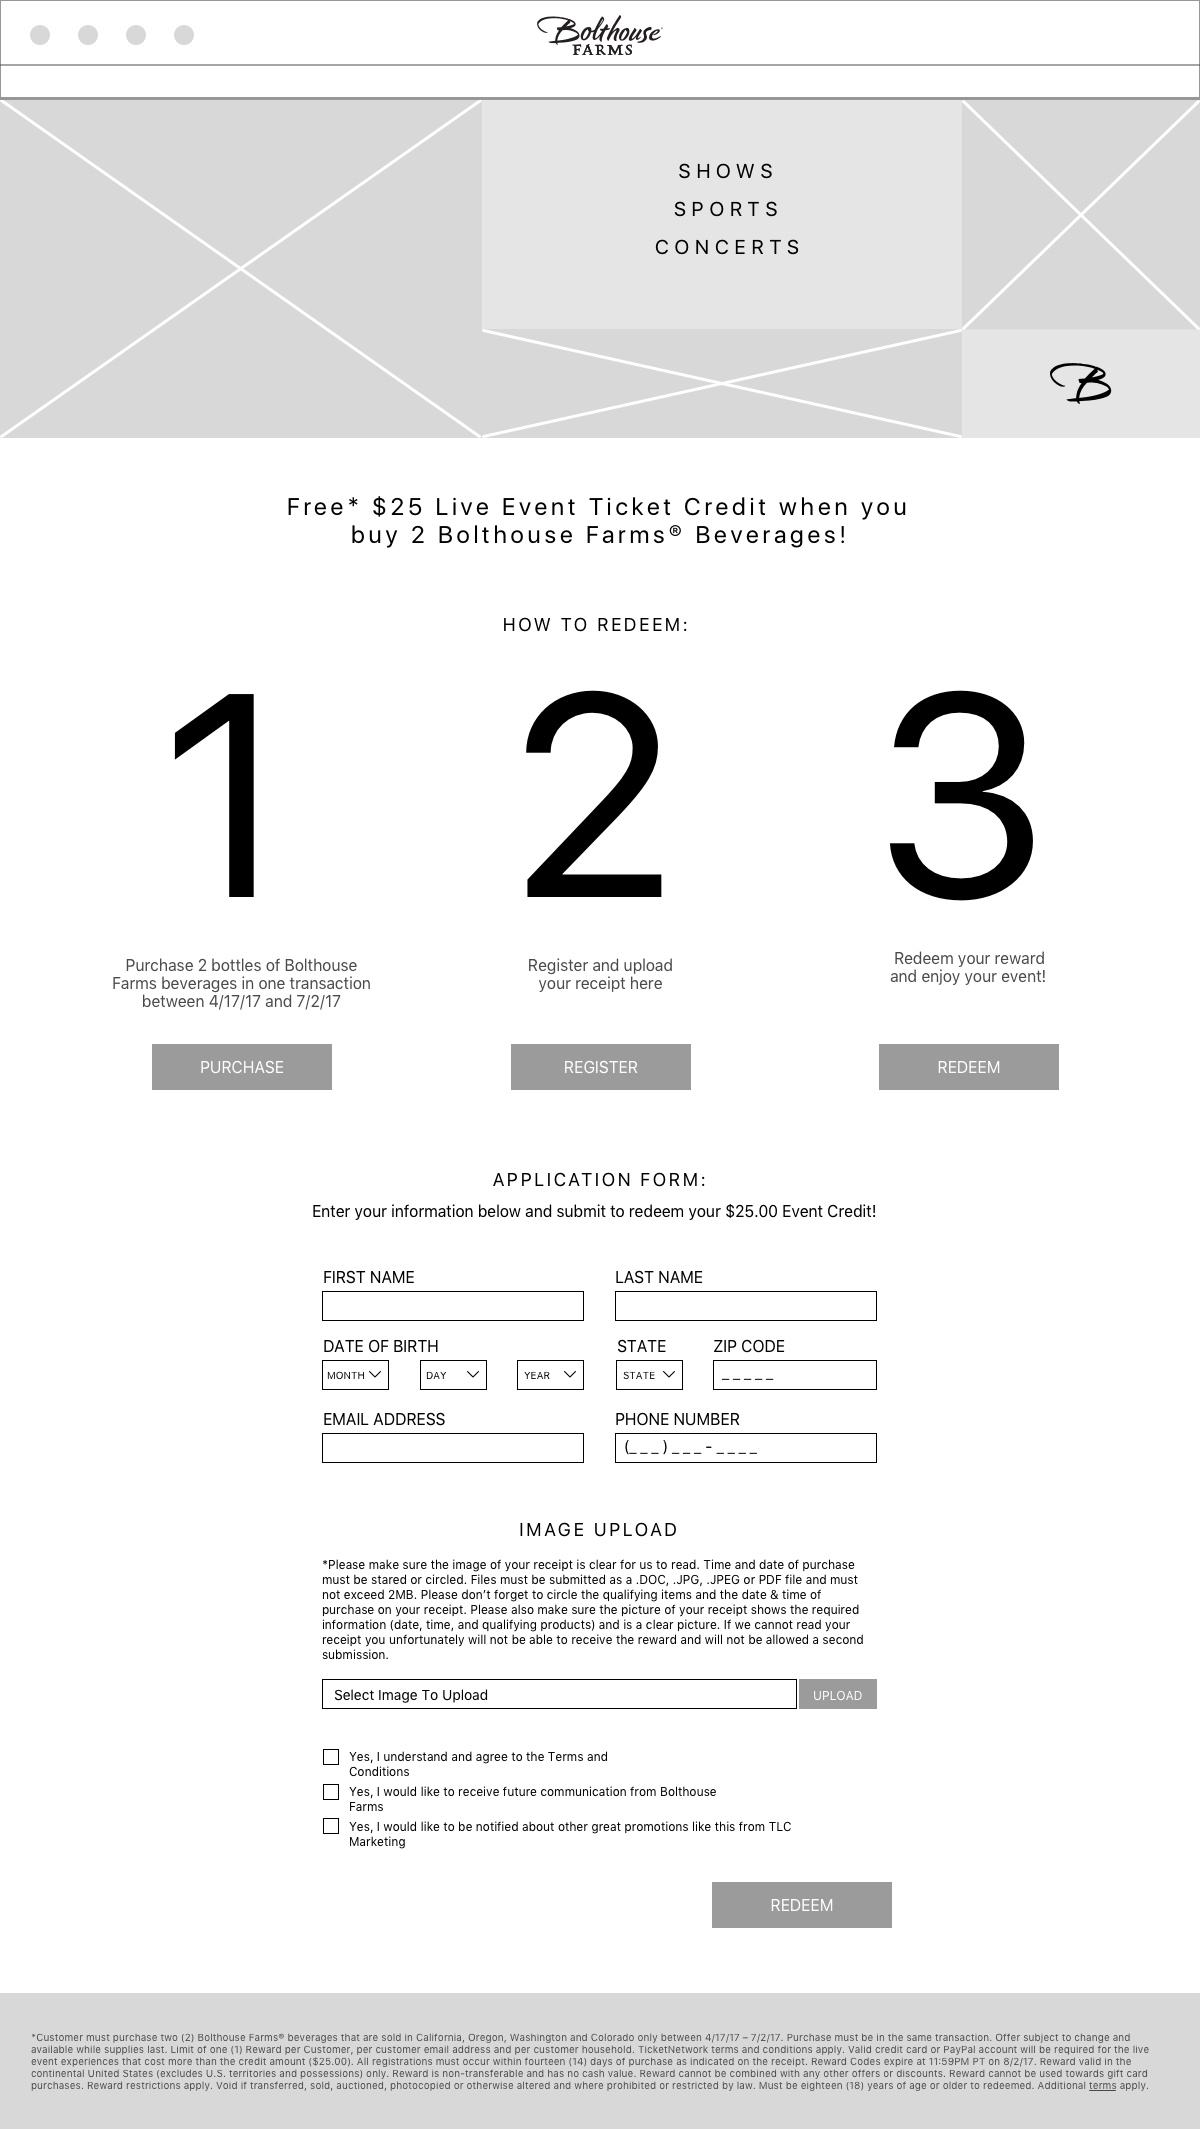 Bolthouse
FARMS
SHOWS
SPORTS
CONCERTS
B
Free* $25 Live Event Ticket Credit when you
buy 2 Bolthouse Farms® Beverages!
HOW TO REDEEM:
1 2 3
Purchase 2 bottles of Bolthouse
Farms beverages in one transaction
between 4/17/17 and 7/2/17
Register and upload
your receipt here
Redeem your reward
and enjoy your event!
PURCHASE REGISTER REDEEM
APPLICATION FORM:
Enter your information below and submit to redeem your $25.00 Event Credit!
FIRST NAME LAST NAME
DATE OF BIRTH STATE ZIP CODE
MONTH DAY YEAR STATE _ _ _ _ _
EMAIL ADDRESS PHONE NUMBER
(_ _ _ ) _ _ _ - _ _ _ _
IMAGE UPLOAD
*Please make sure the image of your receipt is clear for us to read. Time and date of purchase
must be stared or circled. Files must be submitted as a .DOC, .JPG, .JPEG or PDF file and must
not exceed 2MB. Please don’t forget to circle the qualifying items and the date & time of
purchase on your receipt. Please also make sure the picture of your receipt shows the required
information (date, time, and qualifying products) and is a clear picture. If we cannot read your
receipt you unfortunately will not be able to receive the reward and will not be allowed a second
submission.
Select Image To Upload UPLOAD
Yes, I understand and agree to the Terms and
Conditions
Yes, I would like to receive future communication from Bolthouse
Farms
Yes, I would like to be notified about other great promotions like this from TLC
Marketing
REDEEM
*Customer must purchase two (2) Bolthouse Farms® beverages that are sold in California, Oregon, Washington and Colorado only between 4/17/17 – 7/2/17. Purchase must be in the same transaction. Offer subject to change and
available while supplies last. Limit of one (1) Reward per Customer, per customer email address and per customer household. TicketNetwork terms and conditions apply. Valid credit card or PayPal account will be required for the live
event experiences that cost more than the credit amount ($25.00). All registrations must occur within fourteen (14) days of purchase as indicated on the receipt. Reward Codes expire at 11:59PM PT on 8/2/17. Reward valid in the
continental United States (excludes U.S. territories and possessions) only. Reward is non-transferable and has no cash value. Reward cannot be combined with any other offers or discounts. Reward cannot be used towards gift card
purchases. Reward restrictions apply. Void if transferred, sold, auctioned, photocopied or otherwise altered and where prohibited or restricted by law. Must be eighteen (18) years of age or older to redeemed. Additional terms apply.